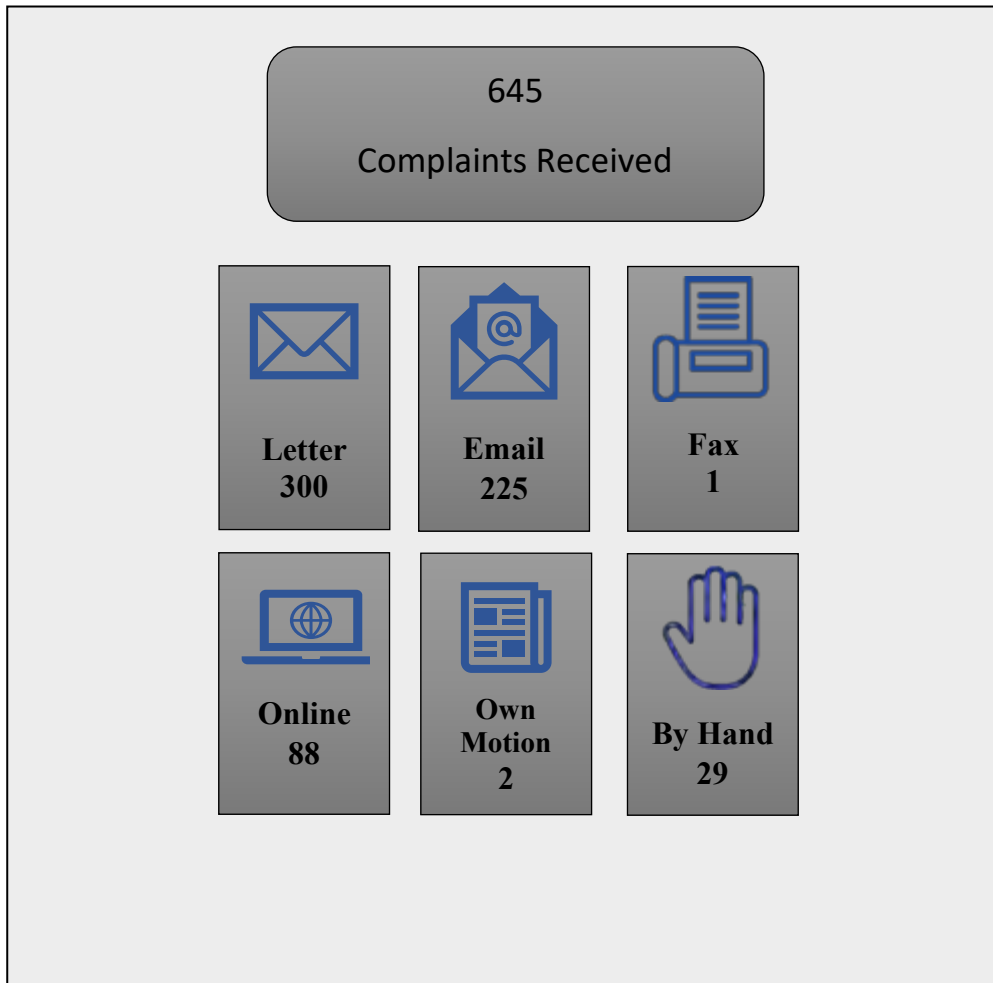 645
Complaints Received
Letter
300
Email
225
Fax
1
Online
88
Own
Motion
2
By Hand
29